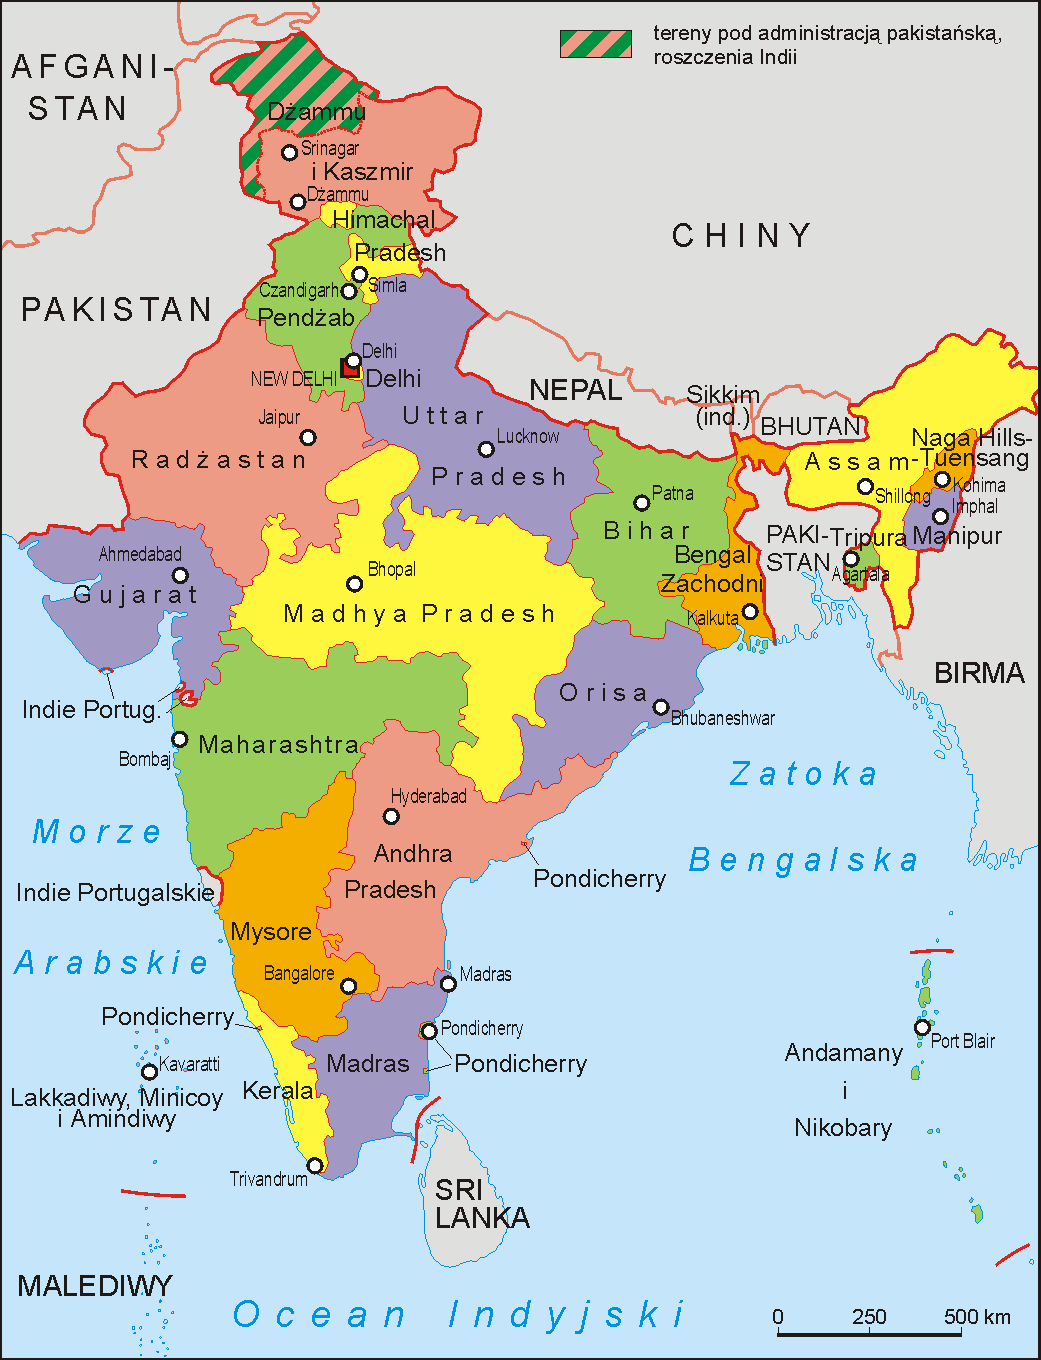 tereny pod administracją pakistańską,
roszczenia Indii
AFGANI-
STAN
Dżammu
Srinagar
i Kaszmir
Dżammu
Himachal
Pradesh
CHINY
Simla
Czandigarh
PAKISTAN
Pendżab
Delhi
NEW DELHI
Delhi
NEPAL
Sikkim
(ind.)
BHUTAN
Jaipur
Uttar
Lucknow
Naga Hills-
-Tuensang
Radżastan
Pradesh
Assam
Kohima
Shillong
Patna
Imphal
Bihar
PAKI-
STAN
Tripura
Manipur
Ahmedabad
Bengal
Zachodni
Agartala
Gujarat
Bhopal
Madhya Pradesh
Kalkuta
BIRMA
Orisa
Indie Portug.
Bhubaneshwar
Maharashtra
Bombaj
Zatoka
Bengalska
Hyderabad
Morze
Arabskie
Andhra
Pradesh
Pondicherry
Indie Portugalskie
Mysore
Bangalore
Madras
Pondicherry
Pondicherry
Port Blair
Andamany
i
Nikobary
Kavaratti
Madras
Pondicherry
Kerala
Lakkadiwy, Minicoy
i Amindiwy
Trivandrum
SRI
LANKA
MALEDIWY
Ocean Indyjski
0 250 500 km